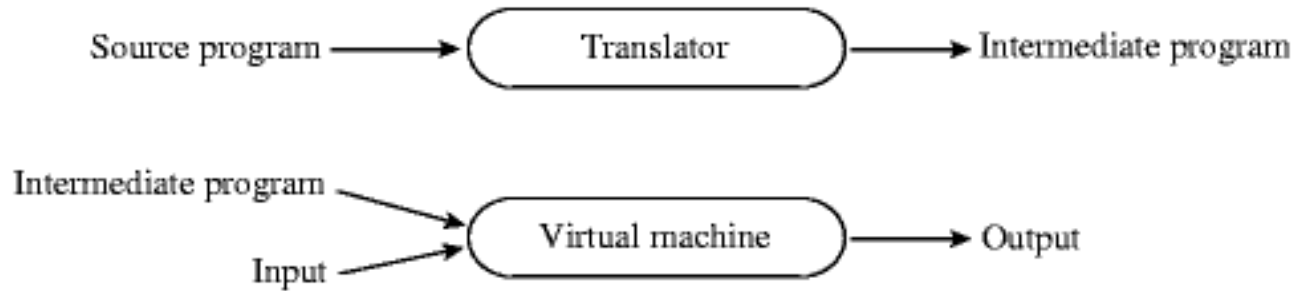 Source program Translator Intermediate program
Intermediate program
Virtual machine Output
Input